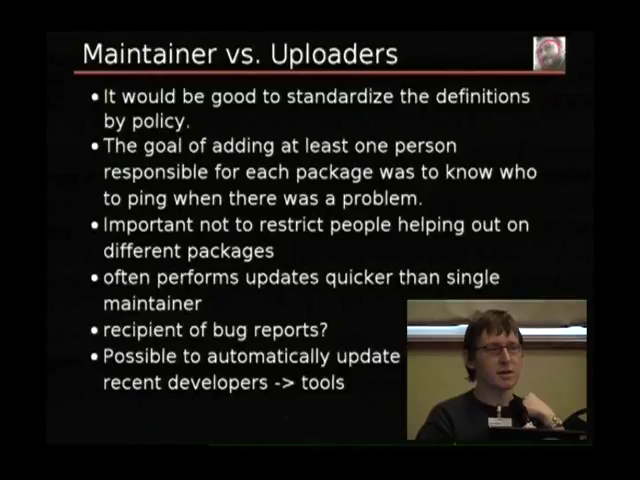 Maintainer vs. Uploaders
• It would be good to standardize the definitions
by policy.
• The goal of adding at least one person
responsible for each package was to know who
to ping when there was a problem.
• Important not to restrict people helping out on
different packages
• often performs updates quicker than single
maintainer
• recipient of bug reports?
• Possible to automatically update
recent developers -> tools